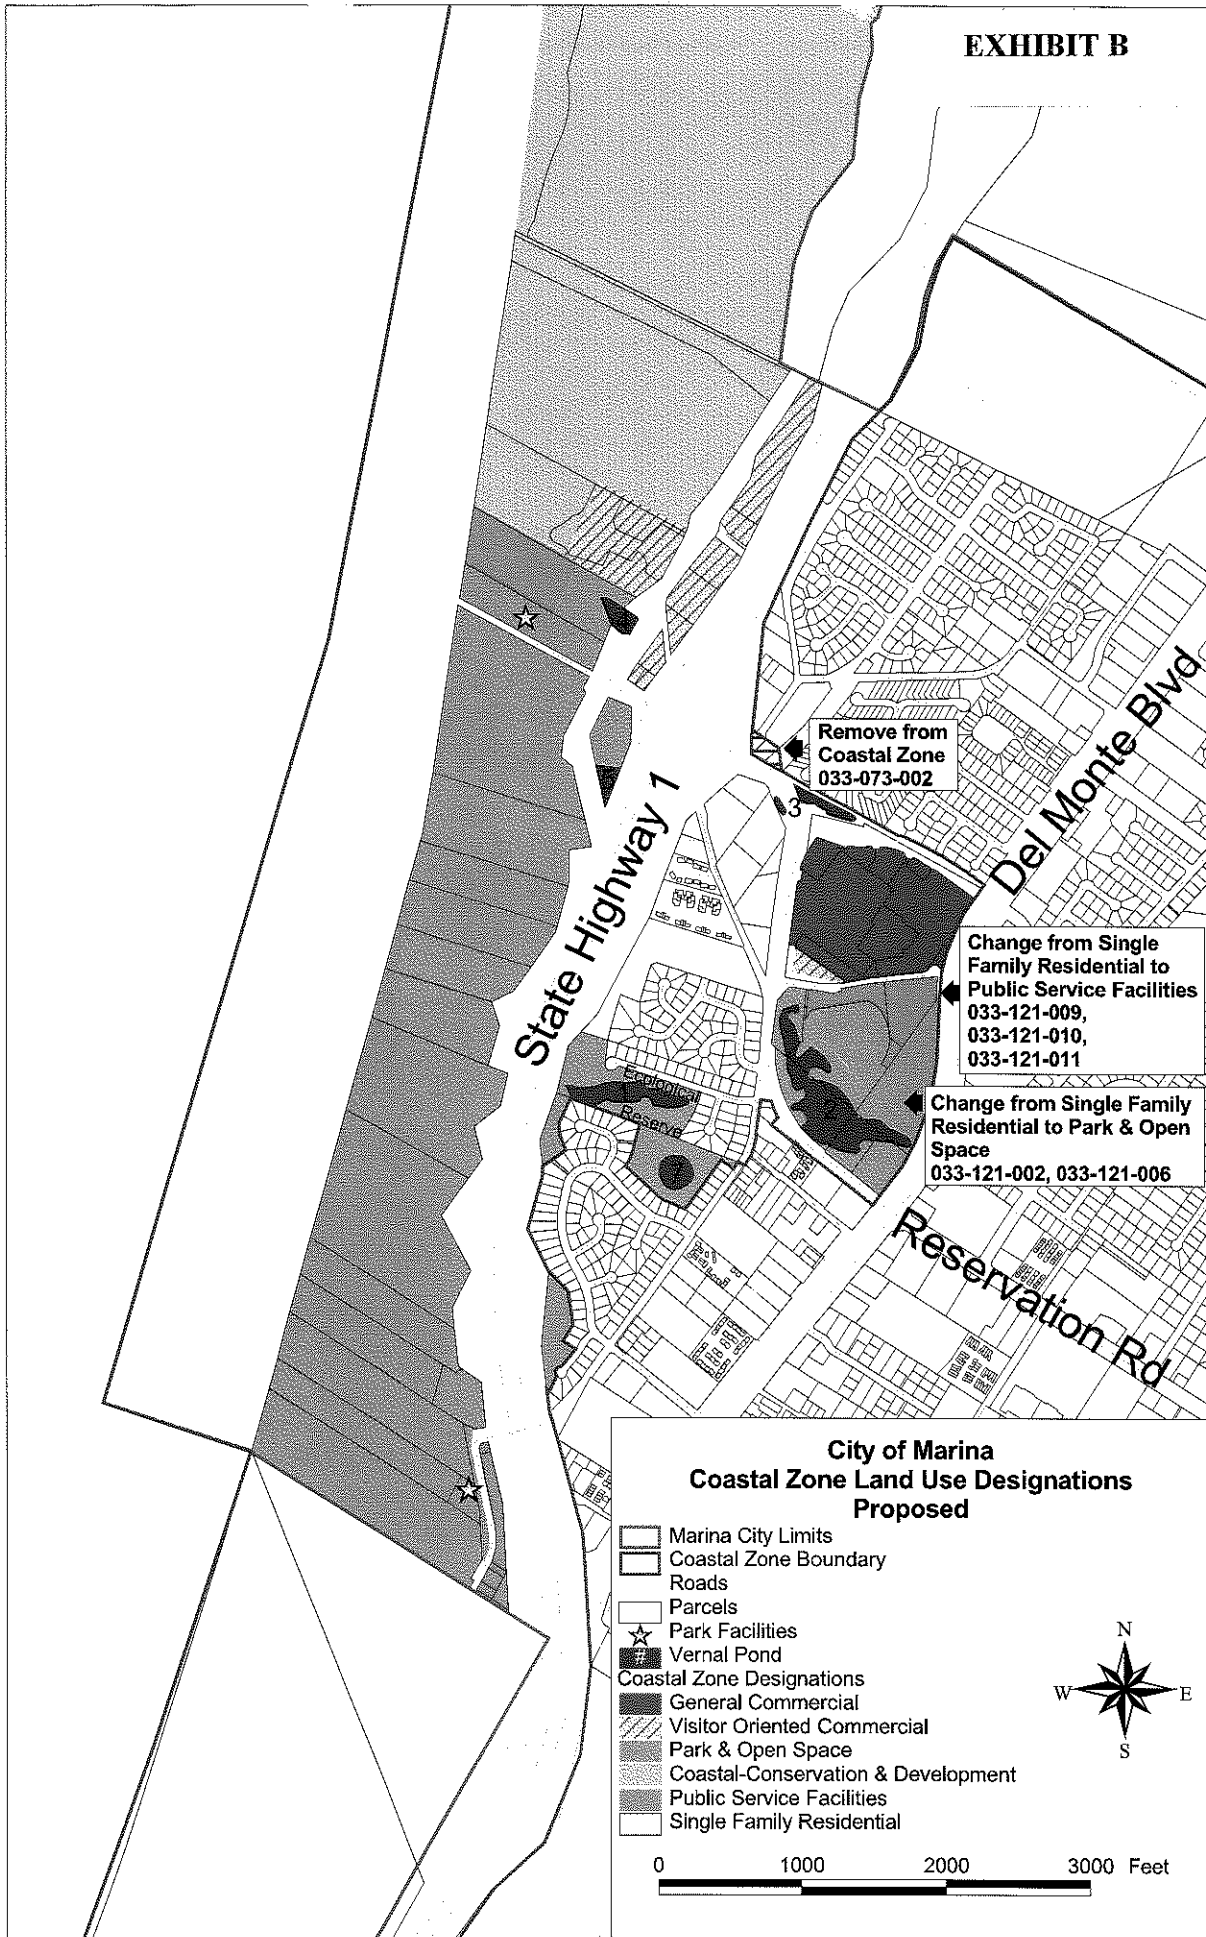 EXHIBIT B
Remove from
Coastal Zone
033-073-002
Del Monte Blvd
State Highway 1
3
Change from Single
Family Residential to
Public Service Facilities
033-121-009,
033-121-010,
033-121-011
Ecological
Reserve
1
2
7
Change from Single Family
Residential to Park & Open
Space
033-121-002, 033-121-006
Reservation Rd
City of Marina
Coastal Zone Land Use Designations
Proposed
Marina City Limits
Coastal Zone Boundary
Roads
Parcels
Park Facilities
# Vernal Pond
Coastal Zone Designations
General Commercial
Visitor Oriented Commercial
Park & Open Space
Coastal-Conservation & Development
Public Service Facilities
Single Family Residential
N
W E
S
0 1000 2000 3000 Feet